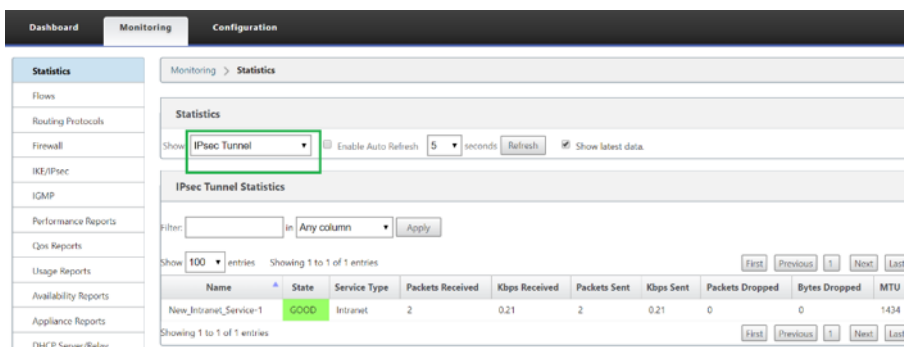 Dashboard Monitoring Configuration
Statistics
Flows
Routing Protocols
Firewall
IKE/IPsec
IGMP
Performance Reports
Qos Reports
Usage Reports
Availability Reports
Appliance Reports
DHCP Server/Relay
Monitoring > Statistics
Statistics
Show IPsec Tunnel Enable Auto Refresh 5 seconds Refresh Show latest data.
IPsec Tunnel Statistics
Filter: in Any column Apply
Show 100 entries Showing 1 to 1 of 1 entries First Previous 1 Next Last
Name State Service Type Packets Received Kbps Received Packets Sent Kbps Sent Packets Dropped Bytes Dropped MTU
New_Intranet_Service-1 GOOD Intranet 2 0.21 2 0.21 0 0 1434
Showing 1 to 1 of 1 entries First Previous 1 Next Last